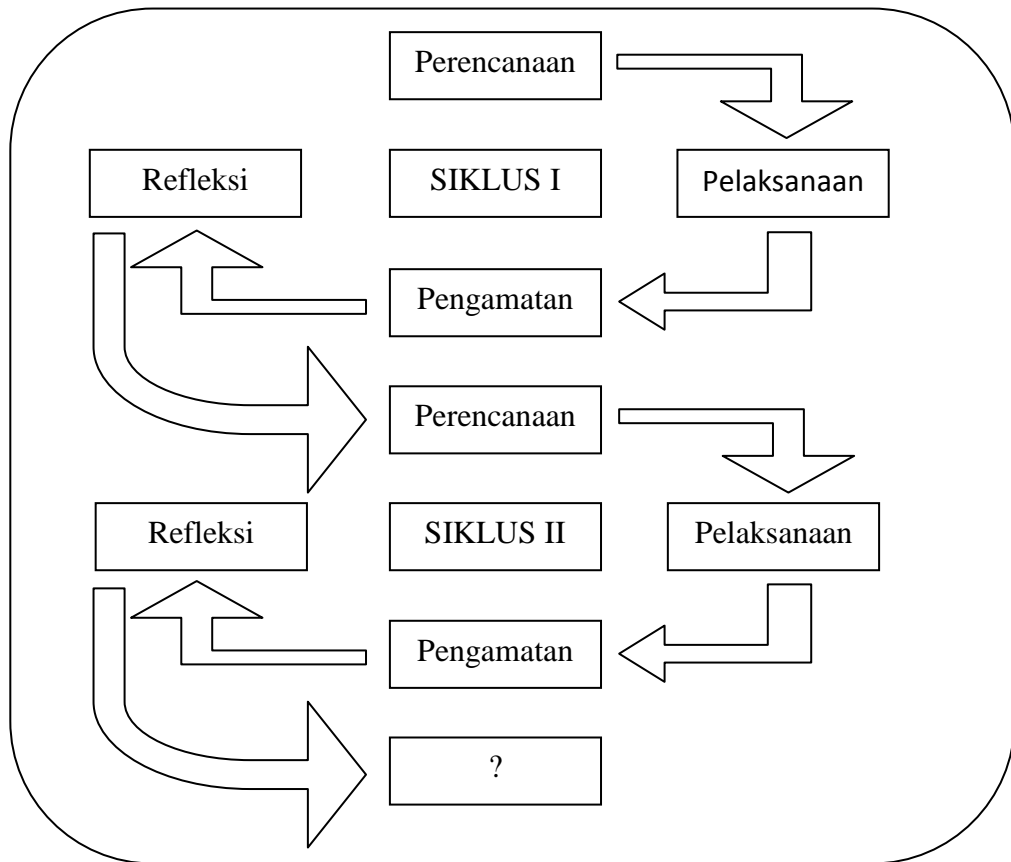 Perencanaan
Refleksi
SIKLUS I
Pelaksanaan
Pengamatan
Perencanaan
Refleksi
SIKLUS II
Pelaksanaan
Pengamatan
?